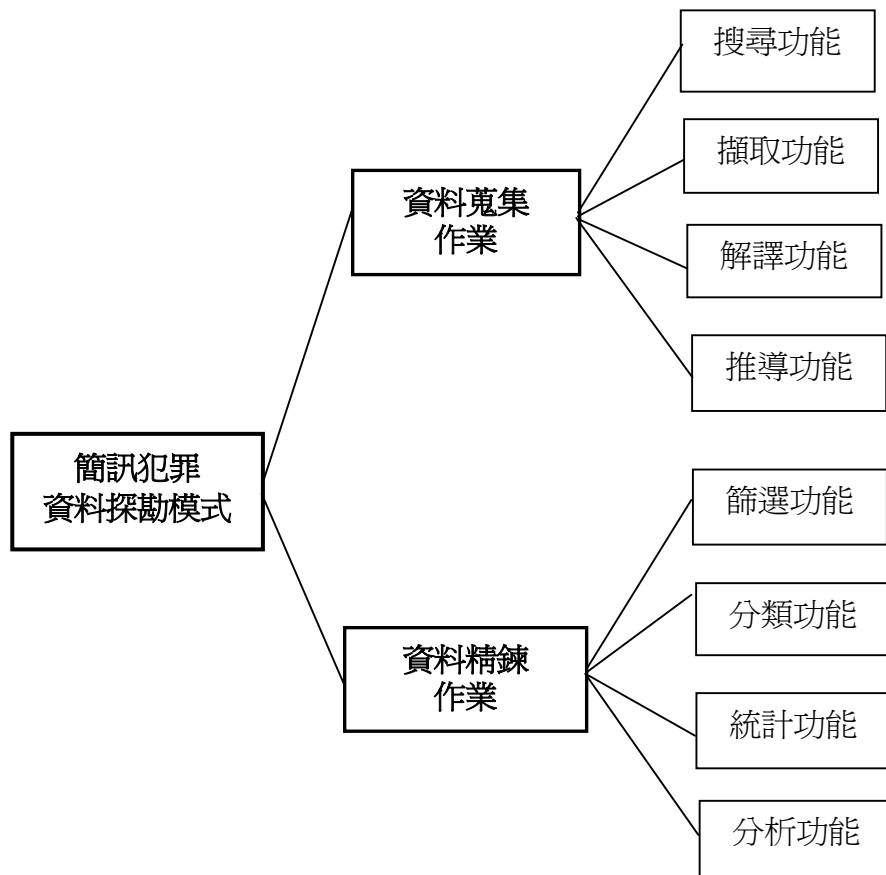 搜尋功能
擷取功能
資料蒐集
作業
解譯功能
推導功能
簡訊犯罪
資料探勘模式
篩選功能
分類功能
資料精鍊
作業
統計功能
分析功能